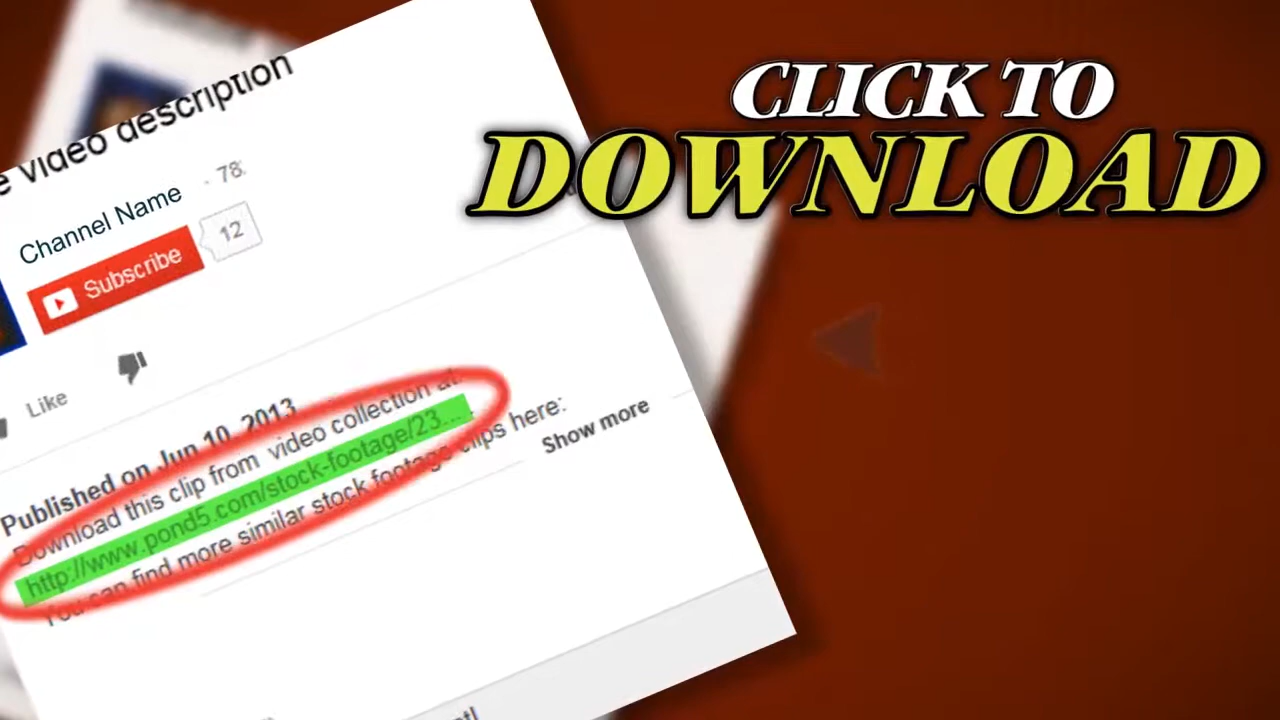 CLICK TO
DOWNLOAD
video description
Channel Name
Subscribe
12
Like
Published on Jun 10, 2013
Download this clip from video collection at
http://www.pond5.com/stock-footage/23...
You can find more similar stock footage clips here:
Show more